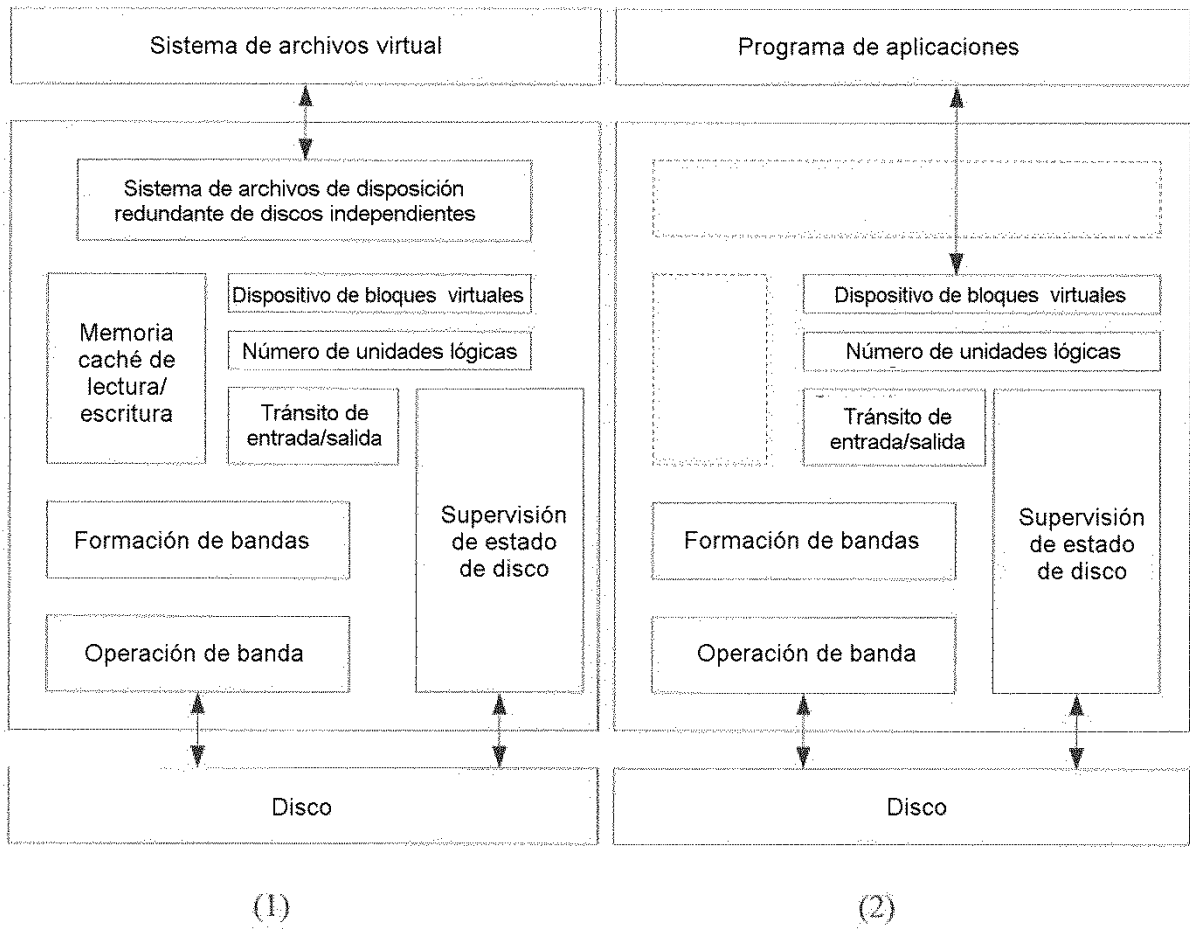 Sistema de archivos virtual
Sistema de archivos de disposición
redundante de discos independientes
Memoria
caché de
lectura/
escritura
Dispositivo de bloques virtuales
Número de unidades lógicas
Tránsito de
entrada/salida
Supervisión
de estado
de disco
Formación de bandas
Operación de banda
Disco
(1)
Programa de aplicaciones
Dispositivo de bloques virtuales
Número de unidades lógicas
Tránsito de
entrada/salida
Supervisión
de estado
de disco
Formación de bandas
Operación de banda
Disco
(2)